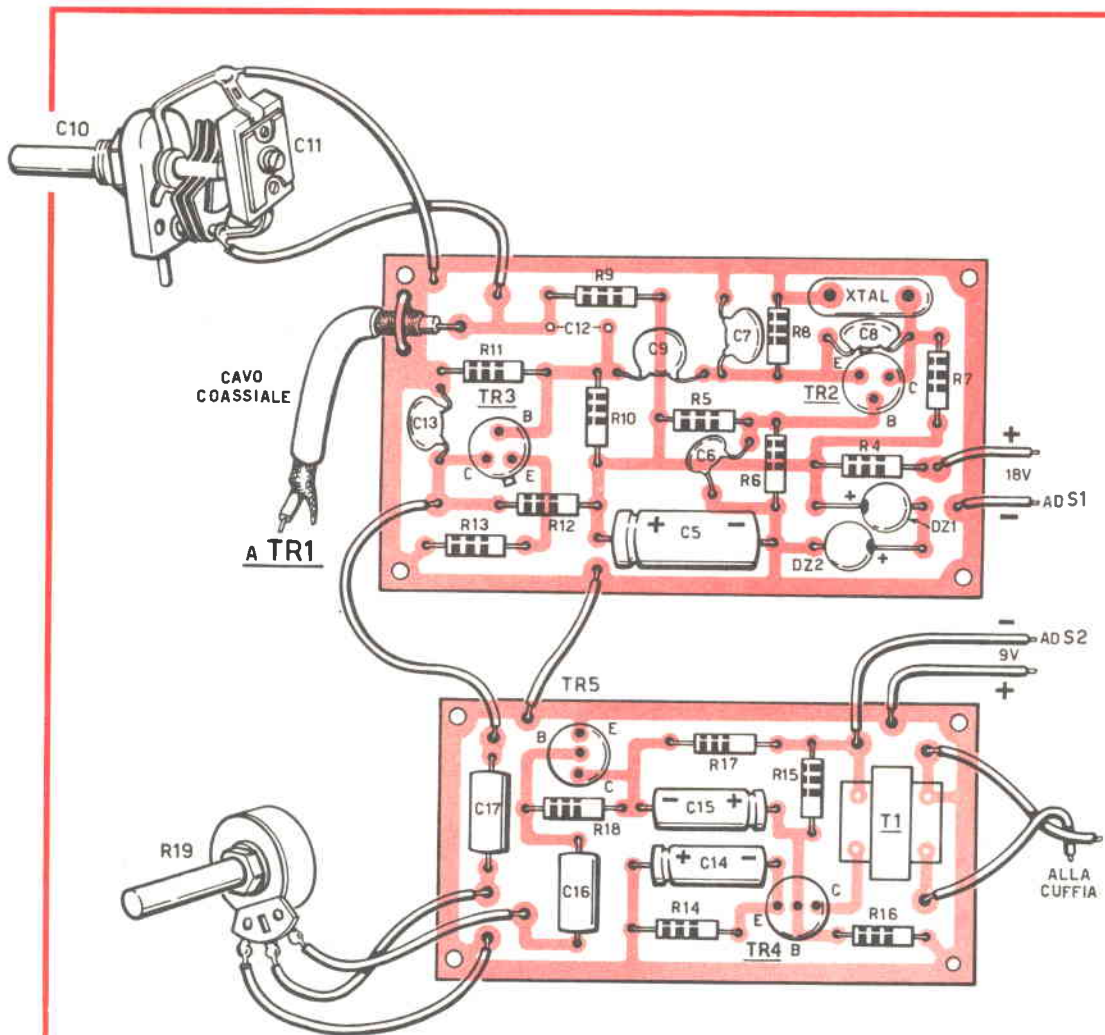 C10
C11
CAVO
COASSIALE
A TR1
R9
C12
C7
R8
XTAL
C8
E
TR2
C
B
R7
R11
TR3
B
C
E
C13
R10
C9
R5
C6
R6
R4
+
18V
AD S1
-
R12
R13
+ -
C5
+
DZ1
DZ2
+
-
AD S2
9V
+
TR5
B
E
C
R17
R15
C17
R18
- +
C15
+ -
C14
C16
R14
E
C
B
TR4
R16
T1
ALLA
CUFFIA
R19